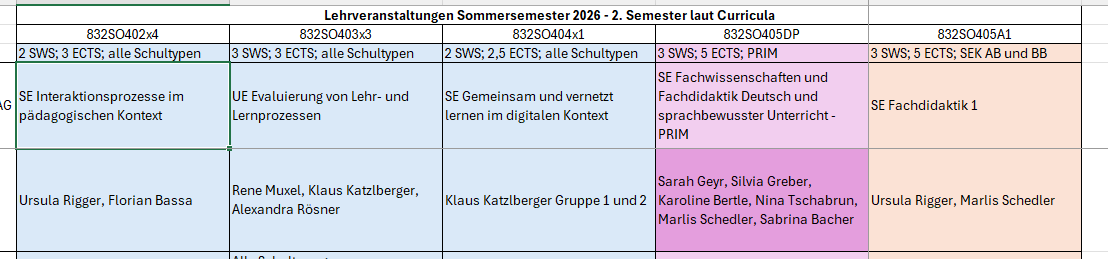 Lehrveranstaltungen Sommersemester 2026 - 2. Semester laut Curricula
832SO402x4
832SO403x3
832SO404x1
832SO405DP
832SO405A1
2 SWS; 3 ECTS; alle Schultypen
3 SWS; 3 ECTS; alle Schultypen
2 SWS; 2,5 ECTS; alle Schultypen
3 SWS; 5 ECTS; PRIM
3 SWS; 5 ECTS; SEK AB und BB
AG
SE Interaktionsprozesse im
pädagogischen Kontext
UE Evaluierung von Lehr- und
Lernprozessen
SE Gemeinsam und vernetzt
lernen im digitalen Kontext
SE Fachwissenschaften und
Fachdidaktik Deutsch und
sprachbewusster Unterricht -
PRIM
SE Fachdidaktik 1
Ursula Rigger, Florian Bassa
Rene Muxel, Klaus Katzlberger,
Alexandra Rösner
Klaus Katzlberger Gruppe 1 und 2
Sarah Geyr, Silvia Greber,
Karoline Bertle, Nina Tschabrun,
Marlis Schedler, Sabrina Bacher
Ursula Rigger, Marlis Schedler